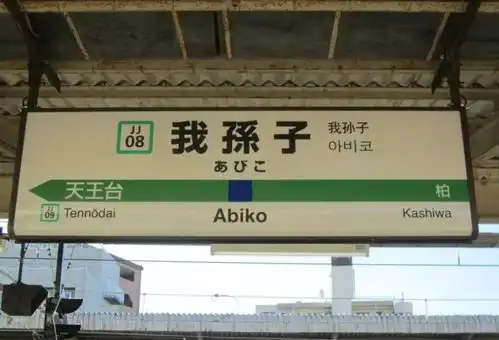 JJ
08
我孫子
我孙子
아비코
あびこ
天王台
柏
JJ
09
Tennōdai
Abiko
Kashiwa